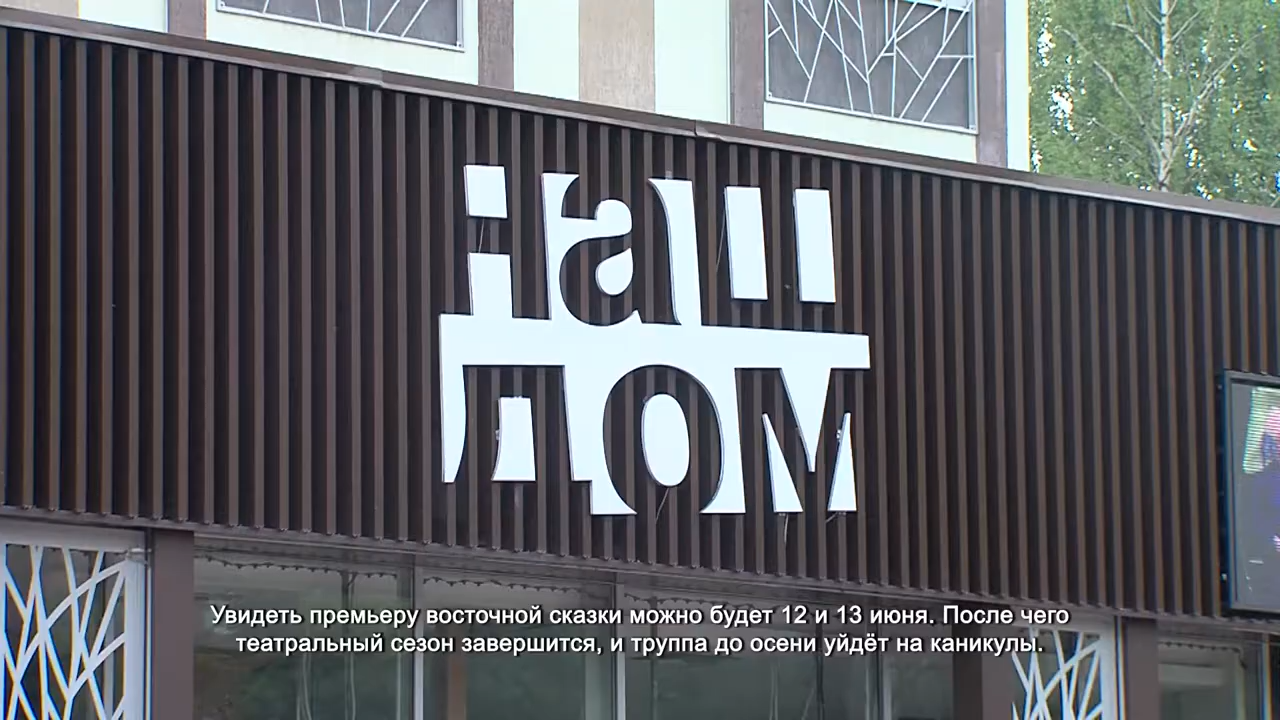 наш
дом
Увидеть премьеру восточной сказки можно будет 12 и 13 июня. После чего
театральный сезон завершится, и труппа до осени уйдёт на каникулы.